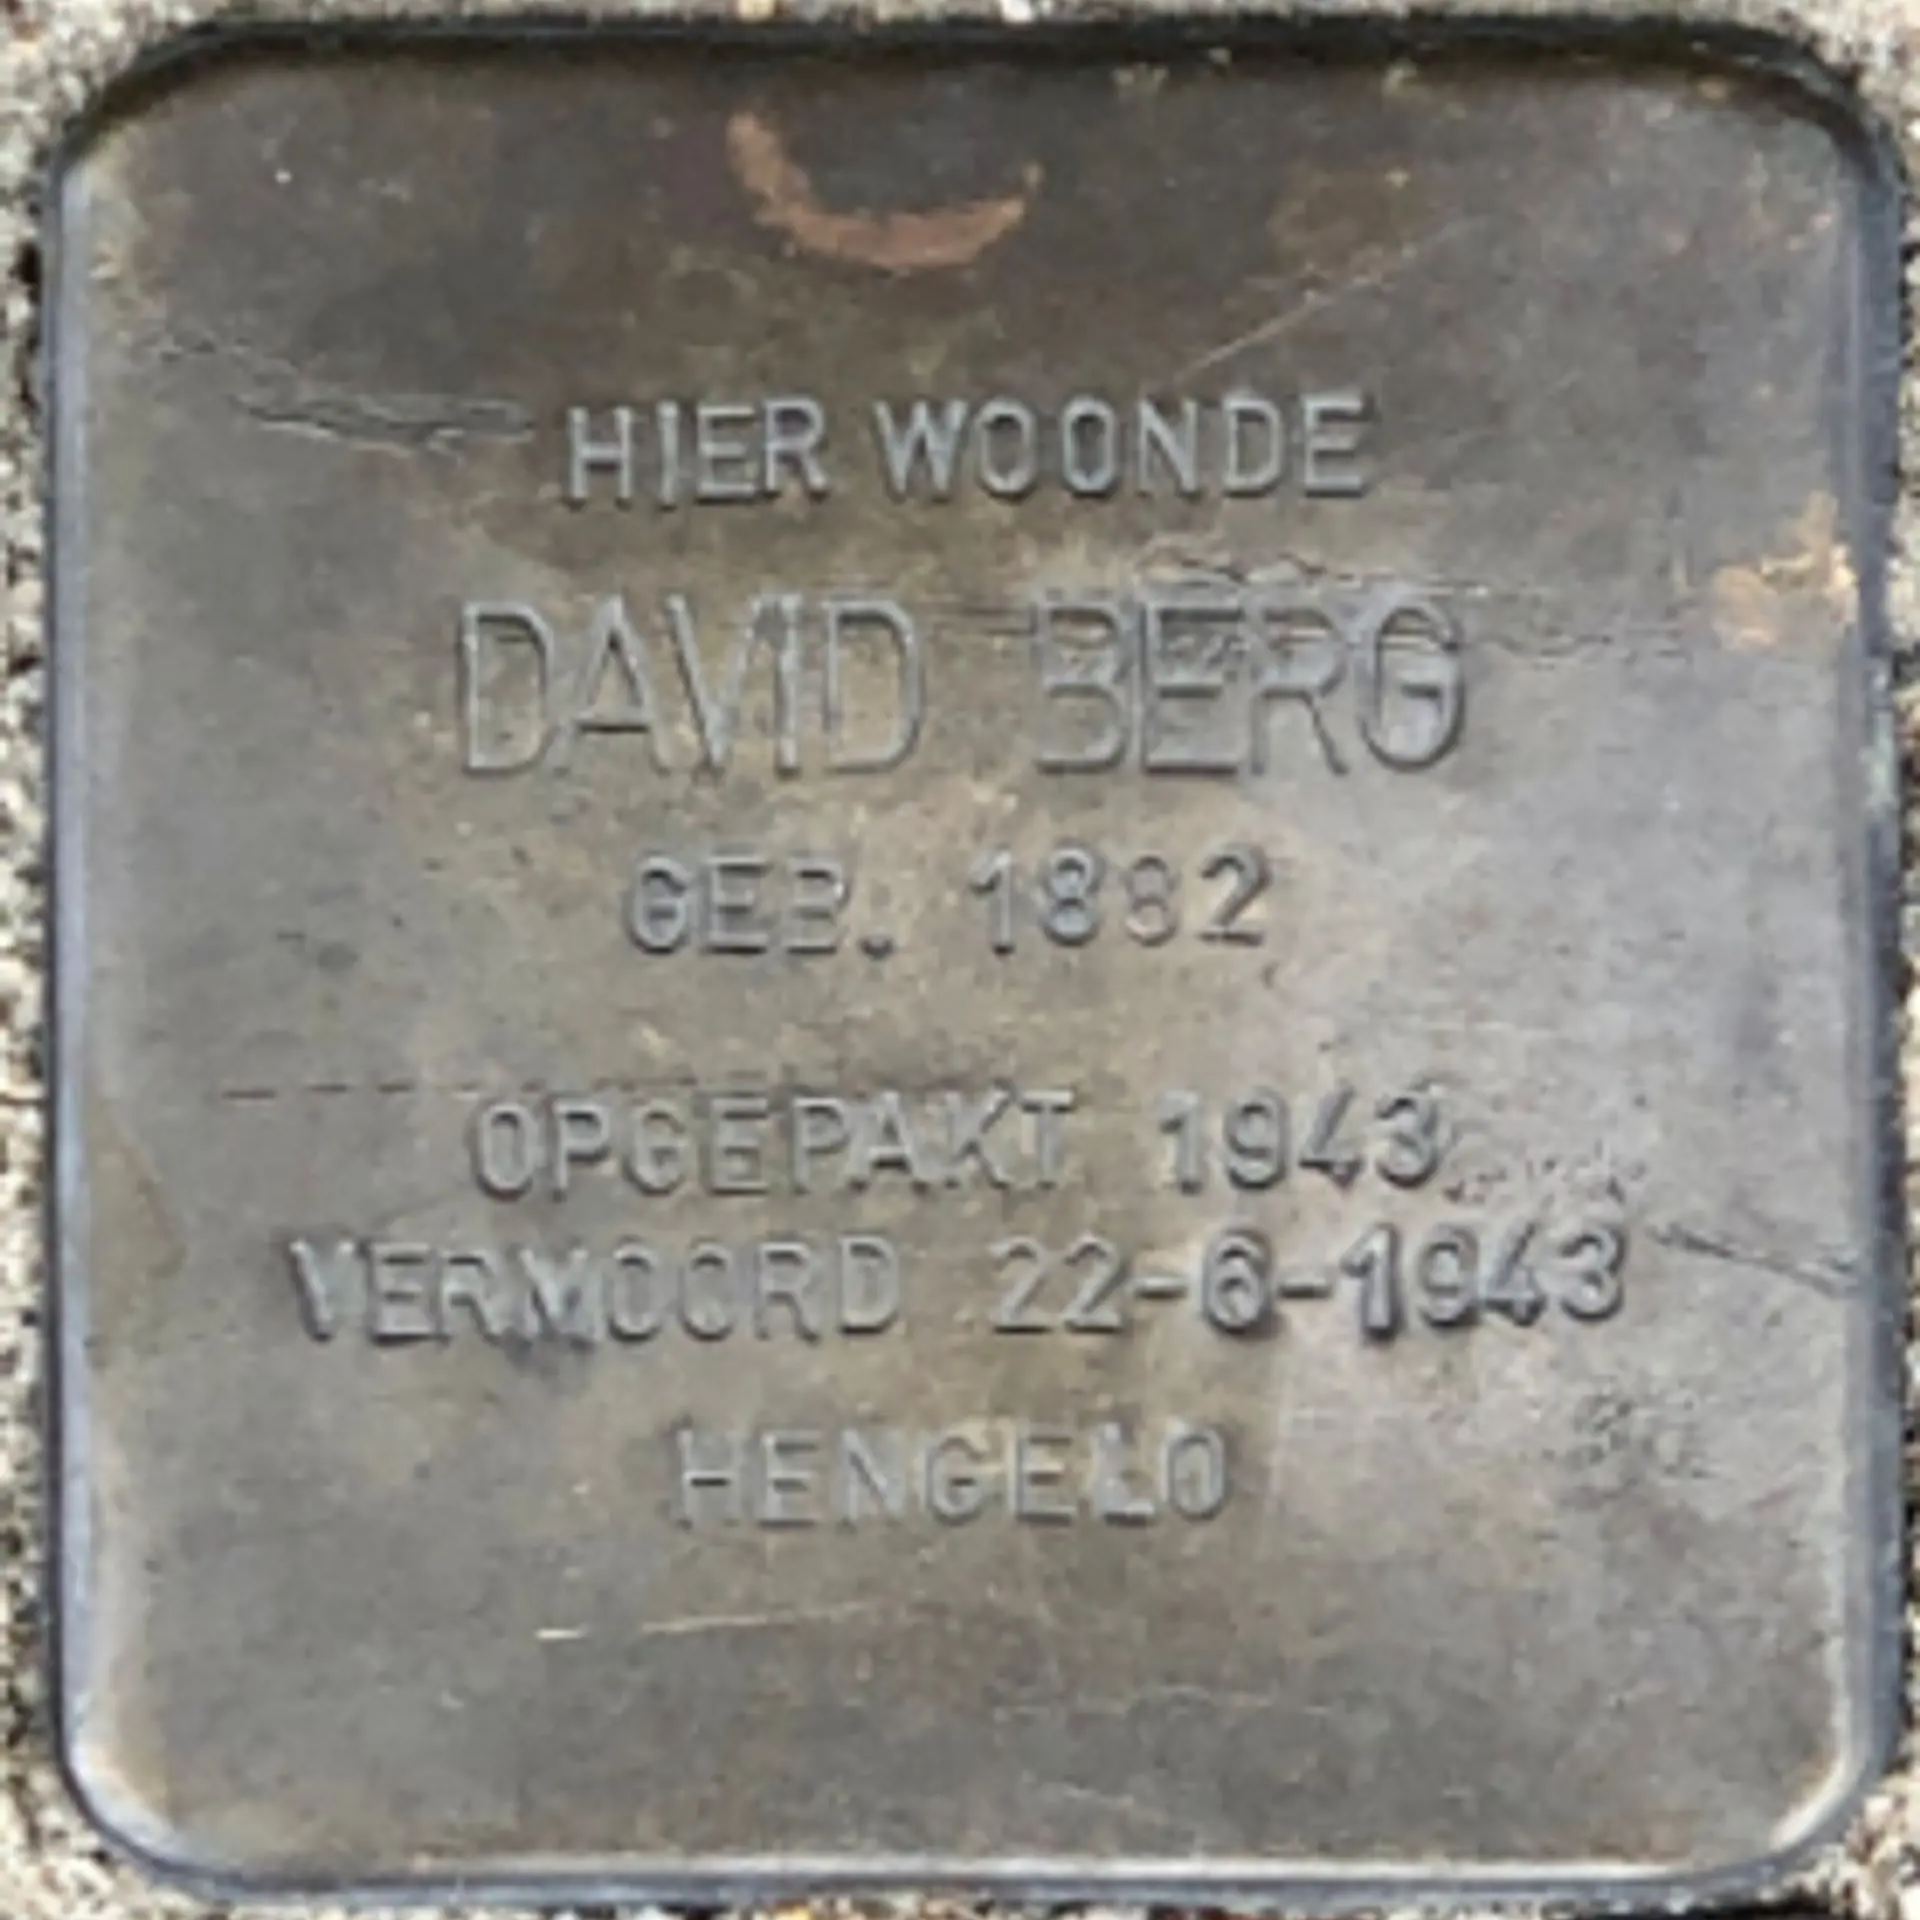 HIER WOONDE
DAVID BERG
GEB. 1882
OPGEPAKT 1943
VERMOORD 22-6-1943
HENGELO